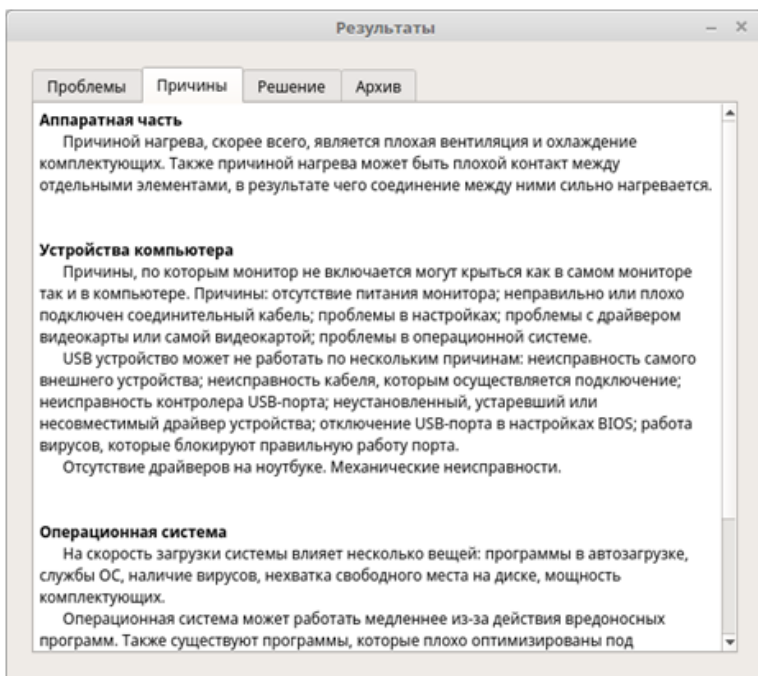 Результаты
Проблемы
Причины
Решение
Архив
Аппаратная часть
Причиной нагрева, скорее всего, является плохая вентиляция и охлаждение
комплектующих. Также причиной нагрева может быть плохой контакт между
отдельными элементами, в результате чего соединение между ними сильно нагревается.
Устройства компьютера
Причины, по которым монитор не включается могут крыться как в самом мониторе
так и в компьютере. Причины: отсутствие питания монитора; неправильно или плохо
подключен соединительный кабель; проблемы в настройках; проблемы с драйвером
видеокарты или самой видеокартой; проблемы в операционной системе.
USB устройство может не работать по нескольким причинам: неисправность самого
внешнего устройства; неисправность кабеля, которым осуществляется подключение;
неисправность контролера USB-порта; неустановленный, устаревший или
несовместимый драйвер устройства; отключение USB-порта в настройках BIOS; работа
вирусов, которые блокируют правильную работу порта.
Отсутствие драйверов на ноутбуке. Механические неисправности.
Операционная система
На скорость загрузки системы влияет несколько вещей: программы в автозагрузке,
службы ОС, наличие вирусов, нехватка свободного места на диске, мощность
комплектующих.
Операционная система может работать медленнее из-за действия вредоносных
программ. Также существуют программы, которые плохо оптимизированы под